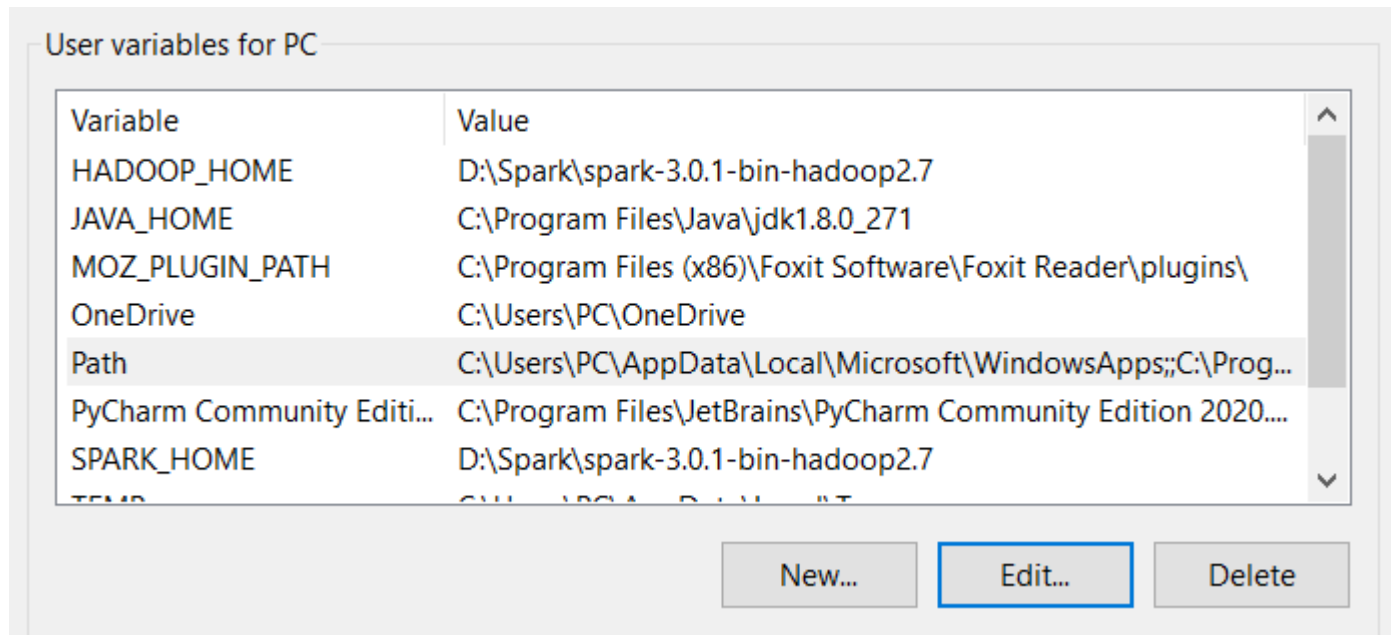 User variables for PC
Variable Value
HADOOP_HOME D:\Spark\spark-3.0.1-bin-hadoop2.7
JAVA_HOME C:\Program Files\Java\jdk1.8.0_271
MOZ_PLUGIN_PATH C:\Program Files (x86)\Foxit Software\Foxit Reader\plugins\
OneDrive C:\Users\PC\OneDrive
Path C:\Users\PC\AppData\Local\Microsoft\WindowsApps;;C:\Prog...
PyCharm Community Editi... C:\Program Files\JetBrains\PyCharm Community Edition 2020....
SPARK_HOME D:\Spark\spark-3.0.1-bin-hadoop2.7
New... Edit... Delete